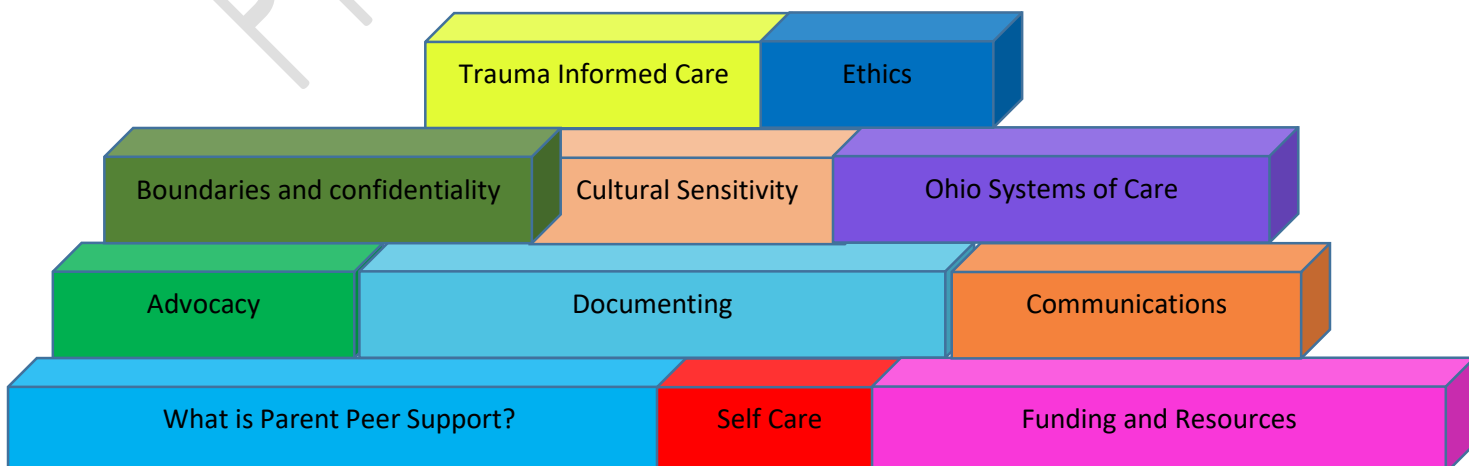 Trauma Informed Care
Ethics
Boundaries and confidentiality
Cultural Sensitivity
Ohio Systems of Care
Advocacy
Documenting
Communications
What is Parent Peer Support?
Self Care
Funding and Resources